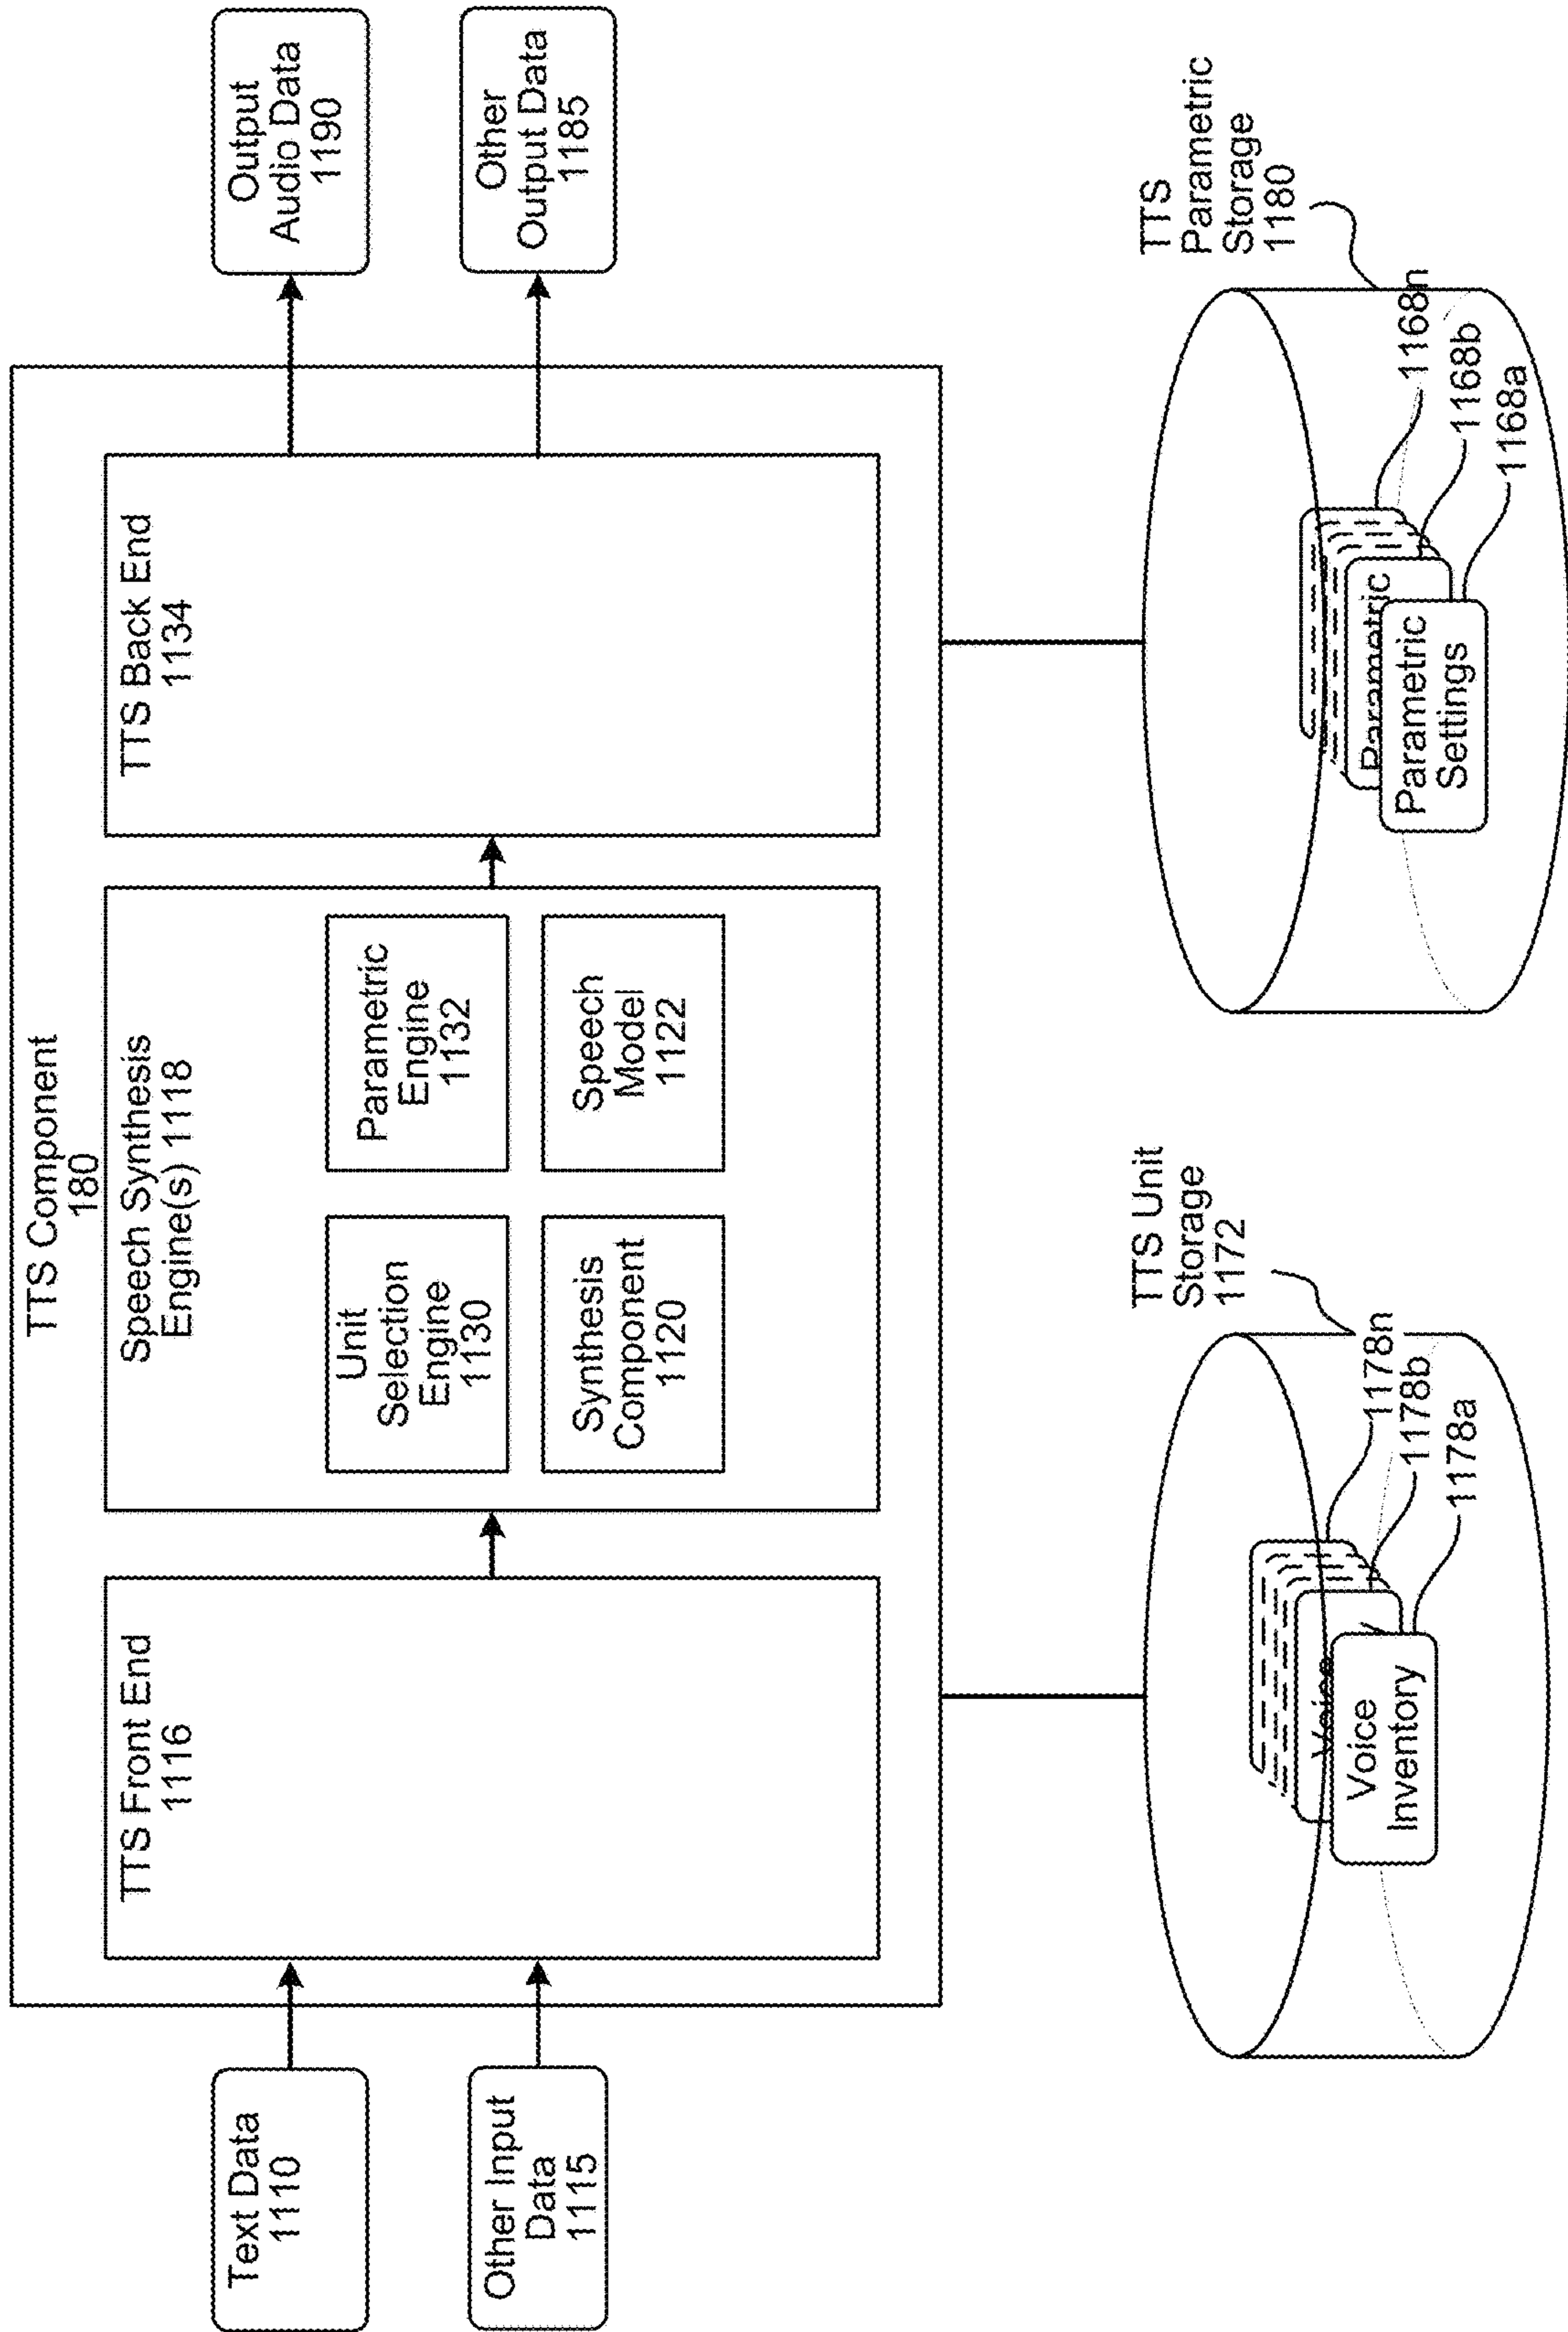 TTS Component
180
Text Data
1110
Other Input
Data
1115
TTS Front End
1116
Speech Synthesis
Engine(s) 1118
Unit
Selection
Engine
1130
Parametric
Engine
1132
Synthesis
Component
1120
Speech
Model
1122
TTS Back End
1134
Output
Audio Data
1190
Other
Output Data
1185
TTS Unit
Storage
1172
1178n
1178b
1178a
Voice
Voice
Inventory
TTS
Parametric
Storage
1180
1168n
1168b
1168a
Parametric
Parametric
Settings